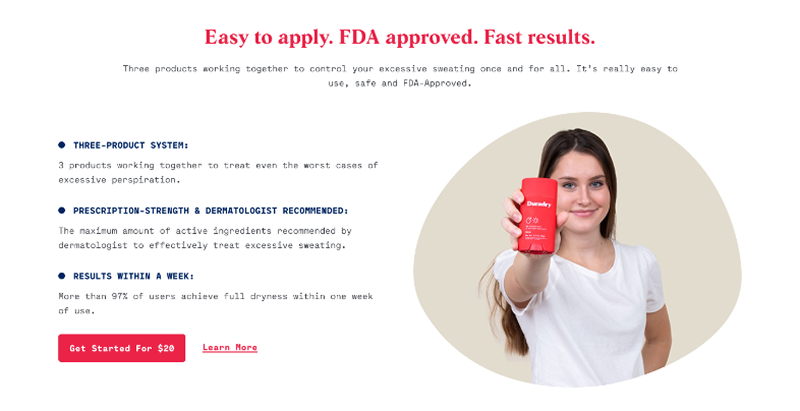 Easy to apply. FDA approved. Fast results.
Three products working together to control your excessive sweating once and for all. It's really easy to
use, safe and FDA-Approved.
THREE-PRODUCT SYSTEM:
3 products working together to treat even the worst cases of
excessive perspiration.
PRESCRIPTION-STRENGTH & DERMATOLOGIST RECOMMENDED:
The maximum amount of active ingredients recommended by
dermatologist to effectively treat excessive sweating.
RESULTS WITHIN A WEEK:
More than 97% of users achieve full dryness within one week
of use.
Get Started For $20
Learn More
Duradry